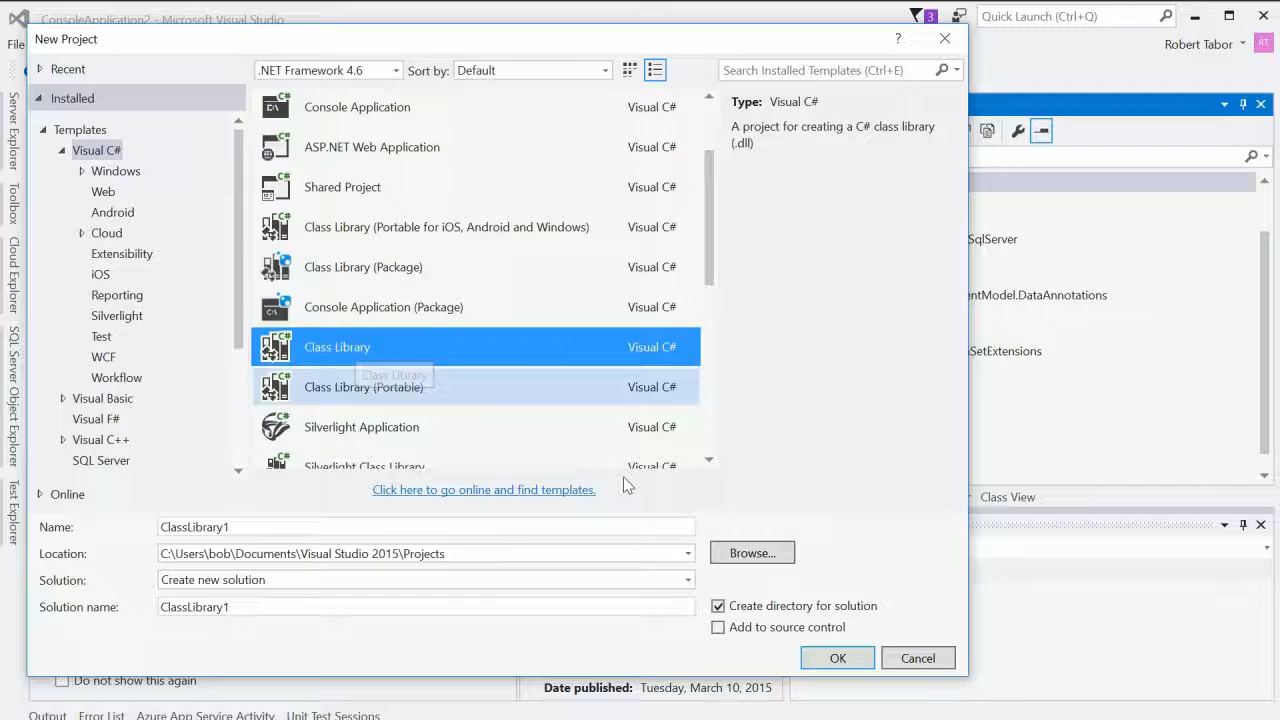 ConsoleApplication2 - Microsoft Visual Studio
3
Quick Launch (Ctrl+Q)
File
Robert Tabor
RT
New Project
?
Recent
.NET Framework 4.6
Sort by:
Default
Search Installed Templates (Ctrl+E)
Installed
Templates
Visual C#
Windows
Web
Android
Cloud
Extensibility
iOS
Reporting
Silverlight
Test
WCF
Workflow
Visual Basic
Visual F#
Visual C++
SQL Server
Online
Console Application Visual C#
ASP.NET Web Application Visual C#
Shared Project Visual C#
Class Library (Portable for iOS, Android and Windows) Visual C#
Class Library (Package) Visual C#
Console Application (Package) Visual C#
Class Library Visual C#
Class Library
Class Library (Portable) Visual C#
Silverlight Application Visual C#
Silverlight Class Library Visual C#
Click here to go online and find templates.
Type: Visual C#
A project for creating a C# class library
(.dll)
Name: ClassLibrary1
Location: C:\Users\bob\Documents\Visual Studio 2015\Projects
Browse...
Solution: Create new solution
Solution name: ClassLibrary1
Create directory for solution
Add to source control
OK
Cancel
Server Explorer
Toolbox
Cloud Explorer
SQL Server Object Explorer
Test Explorer
SqlServer
entModel.DataAnnotations
SetExtensions
Class View
Do not show this again
Date published: Tuesday, March 10, 2015
Output Error List Azure App Service Activity Unit Test Sessions